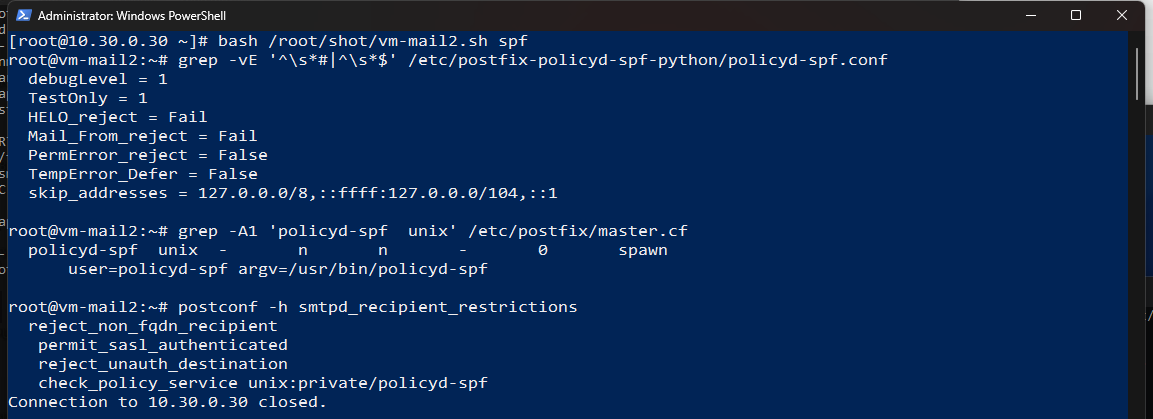 Administrator: Windows PowerShell
[root@10.30.0.30 ~]# bash /root/shot/vm-mail2.sh spf
root@vm-mail2:~# grep -vE '^\s*#|^\s*$' /etc/postfix-policyd-spf-python/policyd-spf.conf
  debugLevel = 1
  TestOnly = 1
  HELO_reject = Fail
  Mail_From_reject = Fail
  PermError_reject = False
  TempError_Defer = False
  skip_addresses = 127.0.0.0/8,::ffff:127.0.0.0/104,::1

root@vm-mail2:~# grep -A1 'policyd-spf  unix' /etc/postfix/master.cf
  policyd-spf  unix  -       n       n       -       0       spawn
      user=policyd-spf argv=/usr/bin/policyd-spf

root@vm-mail2:~# postconf -h smtpd_recipient_restrictions
  reject_non_fqdn_recipient
   permit_sasl_authenticated
   reject_unauth_destination
   check_policy_service unix:private/policyd-spf
Connection to 10.30.0.30 closed.